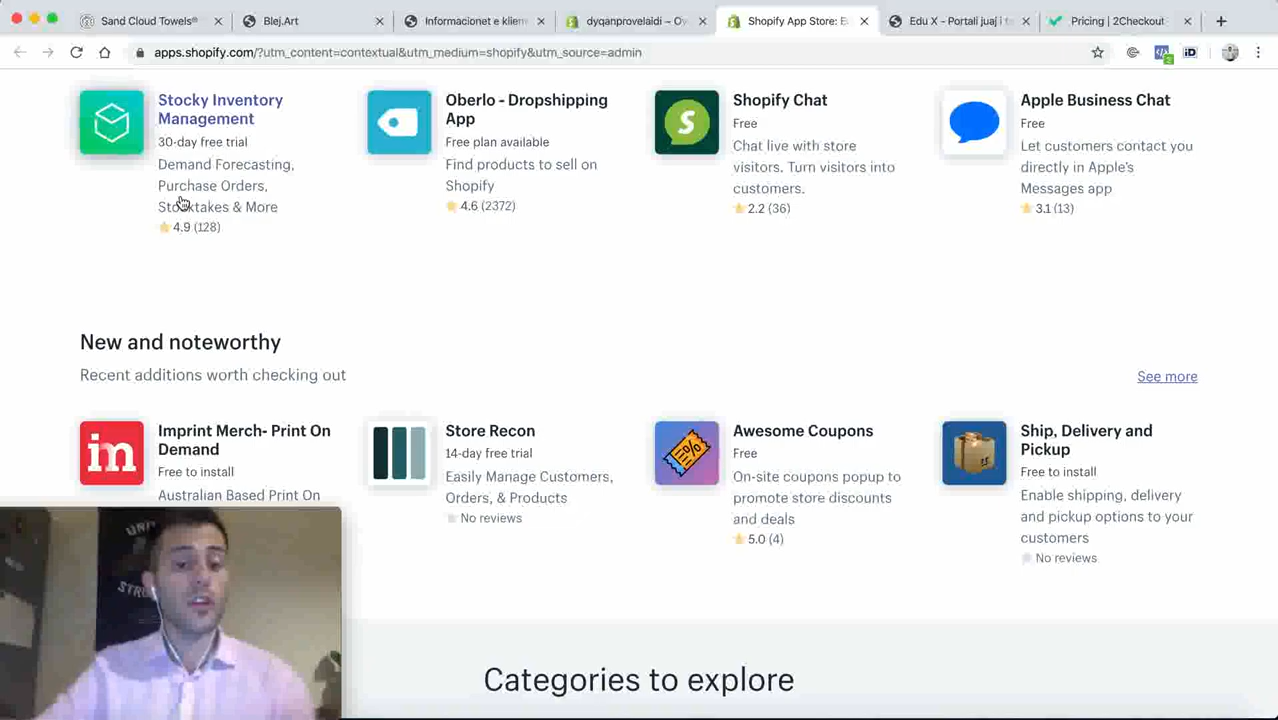 Sand Cloud Towels®
Blej.Art
Informacionet e klien
dyqanprovelaidi – Ov
Shopify App Store: E
Edu X - Portali juaj i f
Pricing | 2Checkout
apps.shopify.com/?utm_content=contextual&utm_medium=shopify&utm_source=admin
Stocky Inventory
Management
30-day free trial
Demand Forecasting,
Purchase Orders,
Stocktakes & More
4.9 (128)
Oberlo - Dropshipping
App
Free plan available
Find products to sell on
Shopify
4.6 (2372)
Shopify Chat
Free
Chat live with store
visitors. Turn visitors into
customers.
2.2 (36)
Apple Business Chat
Free
Let customers contact you
directly in Apple's
Messages app
3.1 (13)
New and noteworthy
Recent additions worth checking out
See more
in
Imprint Merch- Print On
Demand
Free to install
Australian Based Print On
Store Recon
14-day free trial
Easily Manage Customers,
Orders, & Products
No reviews
Awesome Coupons
Free
On-site coupons popup to
promote store discounts
and deals
5.0 (4)
Ship, Delivery and
Pickup
Free to install
Enable shipping, delivery
and pickup options to your
customers
No reviews
Categories to explore